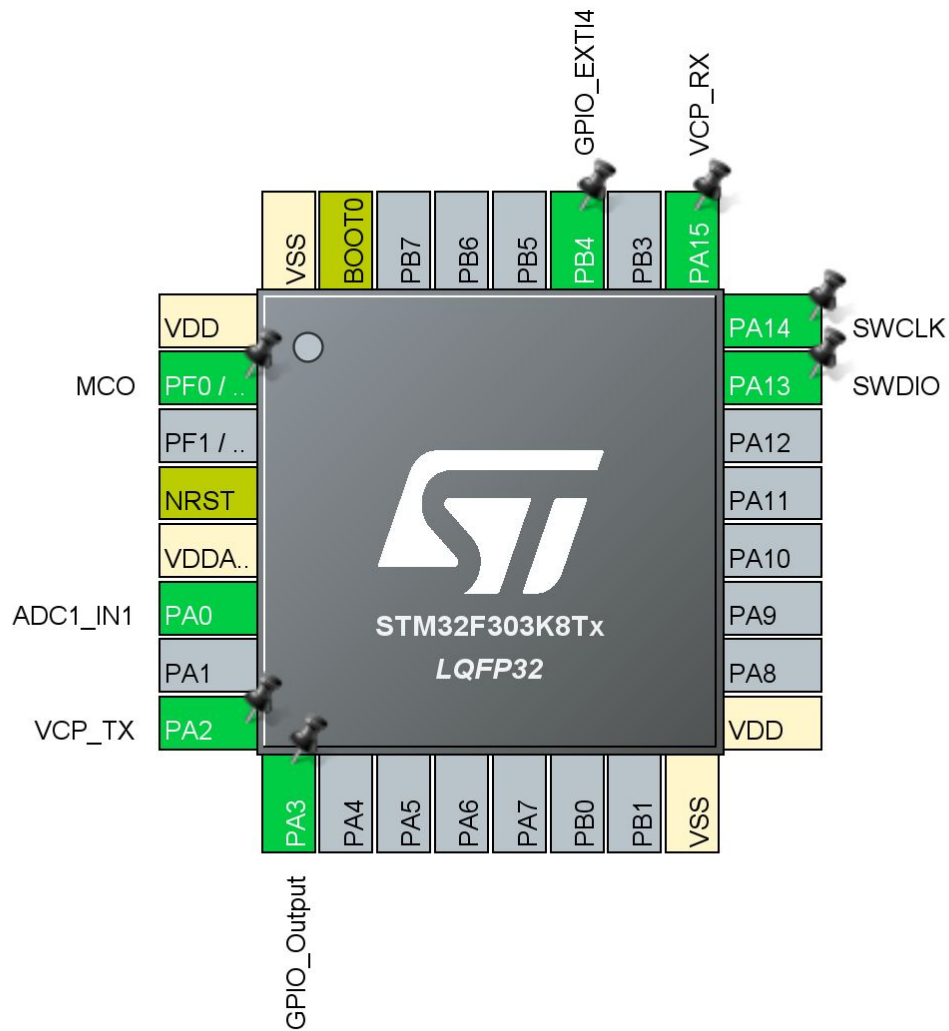 GPIO_EXTI4
VCP_RX
VSS
BOOT0
PB7
PB6
PB5
PB4
PB3
PA15
VDD
PA14
SWCLK
MCO
PF0 / ..
PA13
SWDIO
PF1 / ..
PA12
NRST
PA11
VDDA..
PA10
ADC1_IN1
PA0
PA9
PA1
PA8
VCP_TX
PA2
VDD
ST
STM32F303K8Tx
LQFP32
PA3
PA4
PA5
PA6
PA7
PB0
PB1
VSS
GPIO_Output